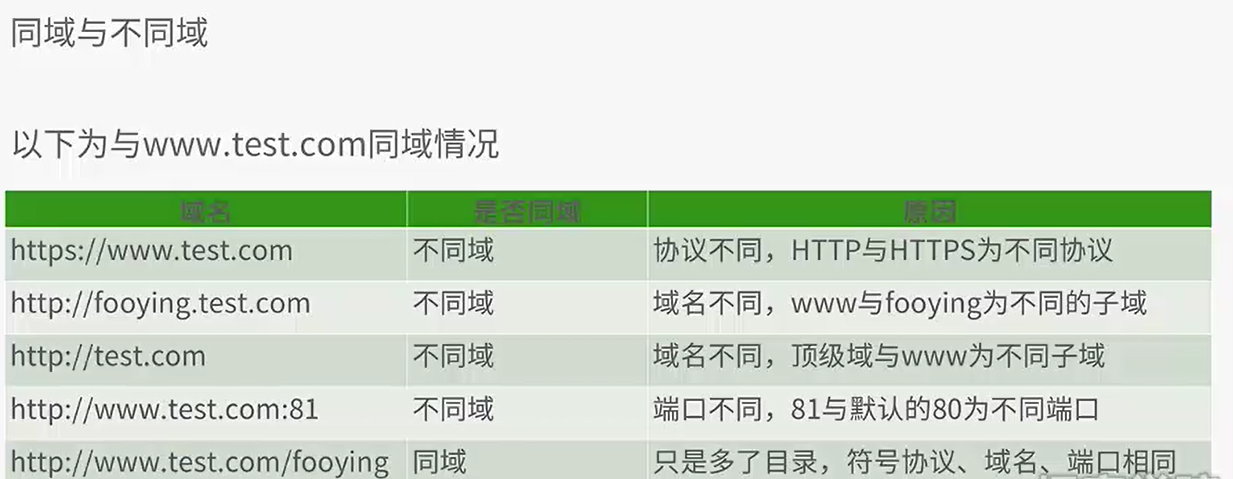 同域与不同域
以下为与www.test.com同域情况
域名 是否同域 原因
https://www.test.com 不同域 协议不同，HTTP与HTTPS为不同协议
http://fooying.test.com 不同域 域名不同，www与fooying为不同的子域
http://test.com 不同域 域名不同，顶级域与www为不同子域
http://www.test.com:81 不同域 端口不同，81与默认的80为不同端口
http://www.test.com/fooying 同域 只是多了目录，符号协议、域名、端口相同